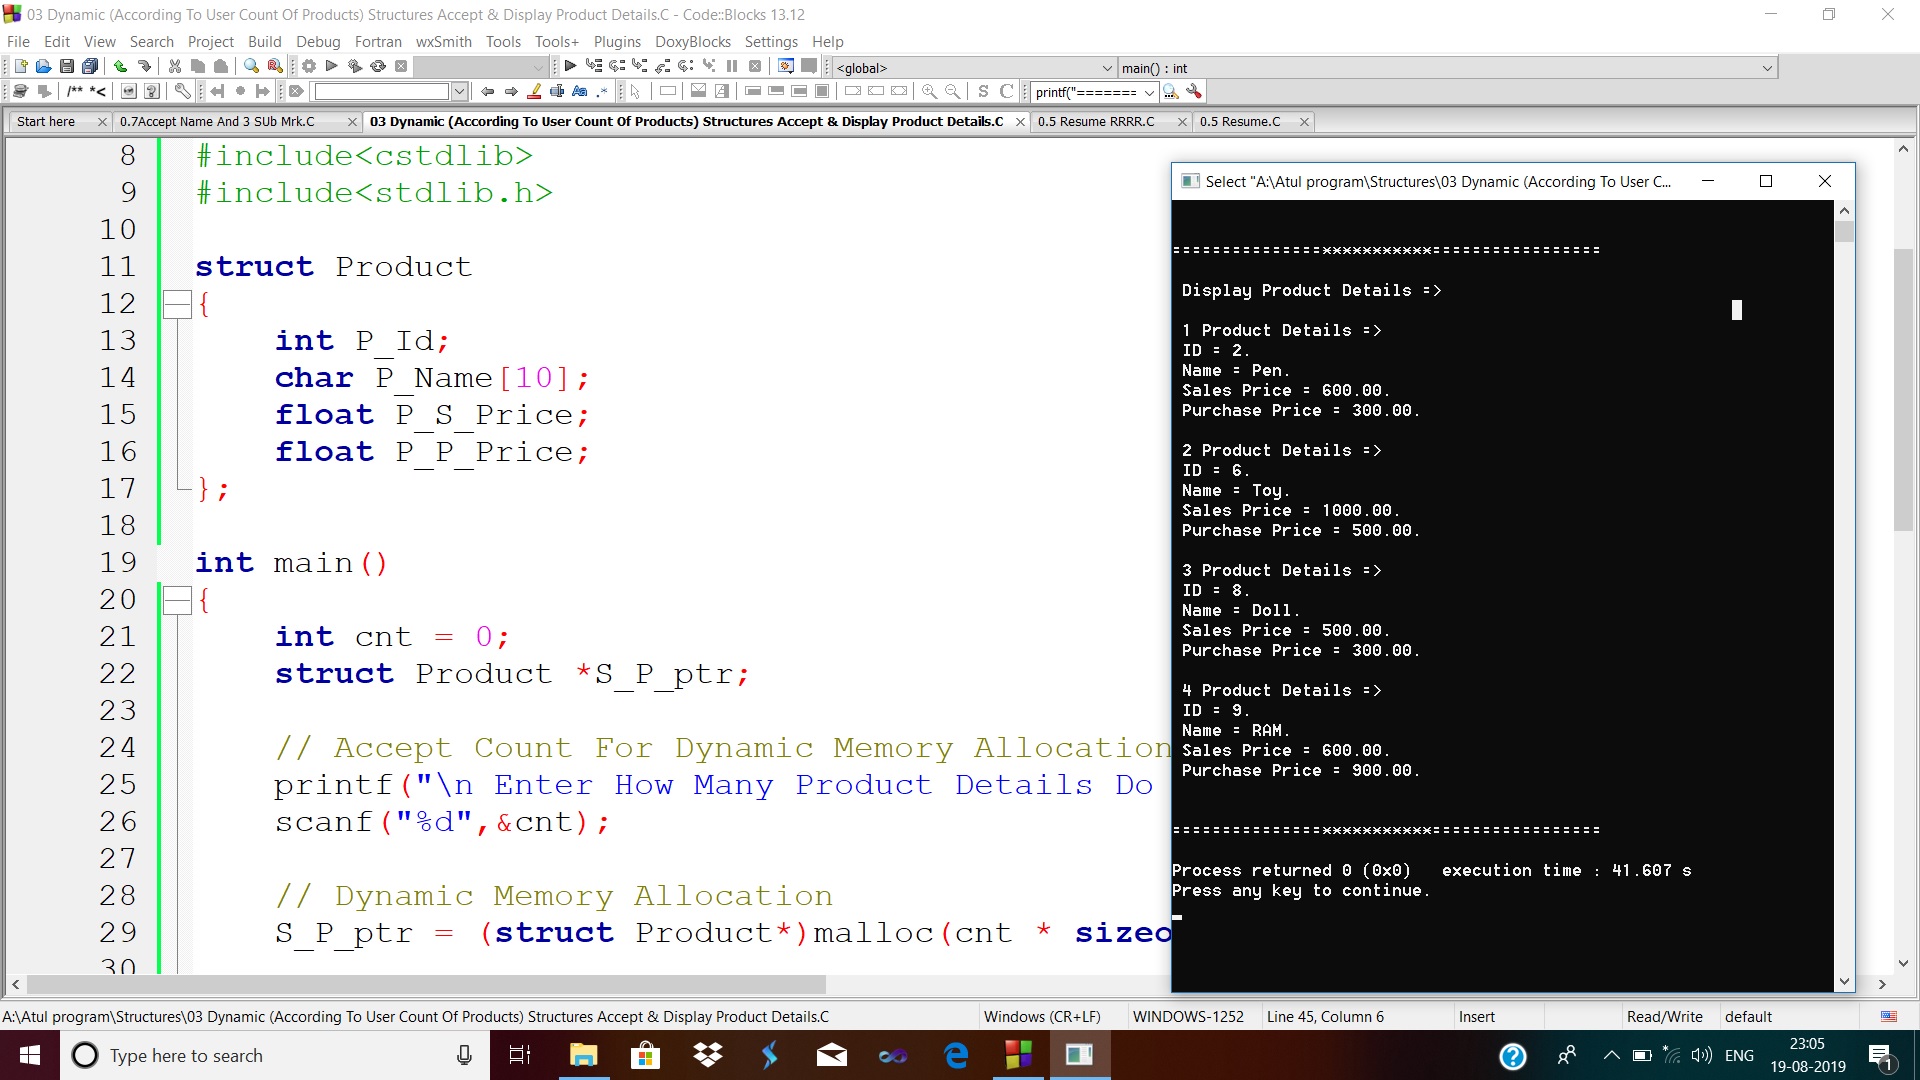 03 Dynamic (According To User Count Of Products) Structures Accept & Display Product Details.C - Code::Blocks 13.12
File Edit View Search Project Build Debug Fortran wxSmith Tools Tools+ Plugins DoxyBlocks Settings Help
<global> main() : int
/** *< Aa .* S C printf("=======
Start here 0.7Accept Name And 3 SUb Mrk.C 03 Dynamic (According To User Count Of Products) Structures Accept & Display Product Details.C 0.5 Resume RRRR.C 0.5 Resume.C
8 #include<cstdlib>
9 #include<stdlib.h>
10
11 struct Product
12 {
13 int P_Id;
14 char P_Name[10];
15 float P_S_Price;
16 float P_P_Price;
17 };
18
19 int main()
20 {
21 int cnt = 0;
22 struct Product *S_P_ptr;
23
24 // Accept Count For Dynamic Memory Allocation
25 printf("\n Enter How Many Product Details Do
26 scanf("%d",&cnt);
27
28 // Dynamic Memory Allocation
29 S_P_ptr = (struct Product*)malloc(cnt * sizeo
30
Select "A:\Atul program\Structures\03 Dynamic (According To User C...
===============***********=================
Display Product Details =>
1 Product Details =>
ID = 2.
Name = Pen.
Sales Price = 600.00.
Purchase Price = 300.00.
2 Product Details =>
ID = 6.
Name = Toy.
Sales Price = 1000.00.
Purchase Price = 500.00.
3 Product Details =>
ID = 8.
Name = Doll.
Sales Price = 500.00.
Purchase Price = 300.00.
4 Product Details =>
ID = 9.
Name = RAM.
Sales Price = 600.00.
Purchase Price = 900.00.
===============***********=================
Process returned 0 (0x0) execution time : 41.607 s
Press any key to continue.
A:\Atul program\Structures\03 Dynamic (According To User Count Of Products) Structures Accept & Display Product Details.C Windows (CR+LF) WINDOWS-1252 Line 45, Column 6 Insert Read/Write default
Type here to search ENG 23:05
19-08-2019 1